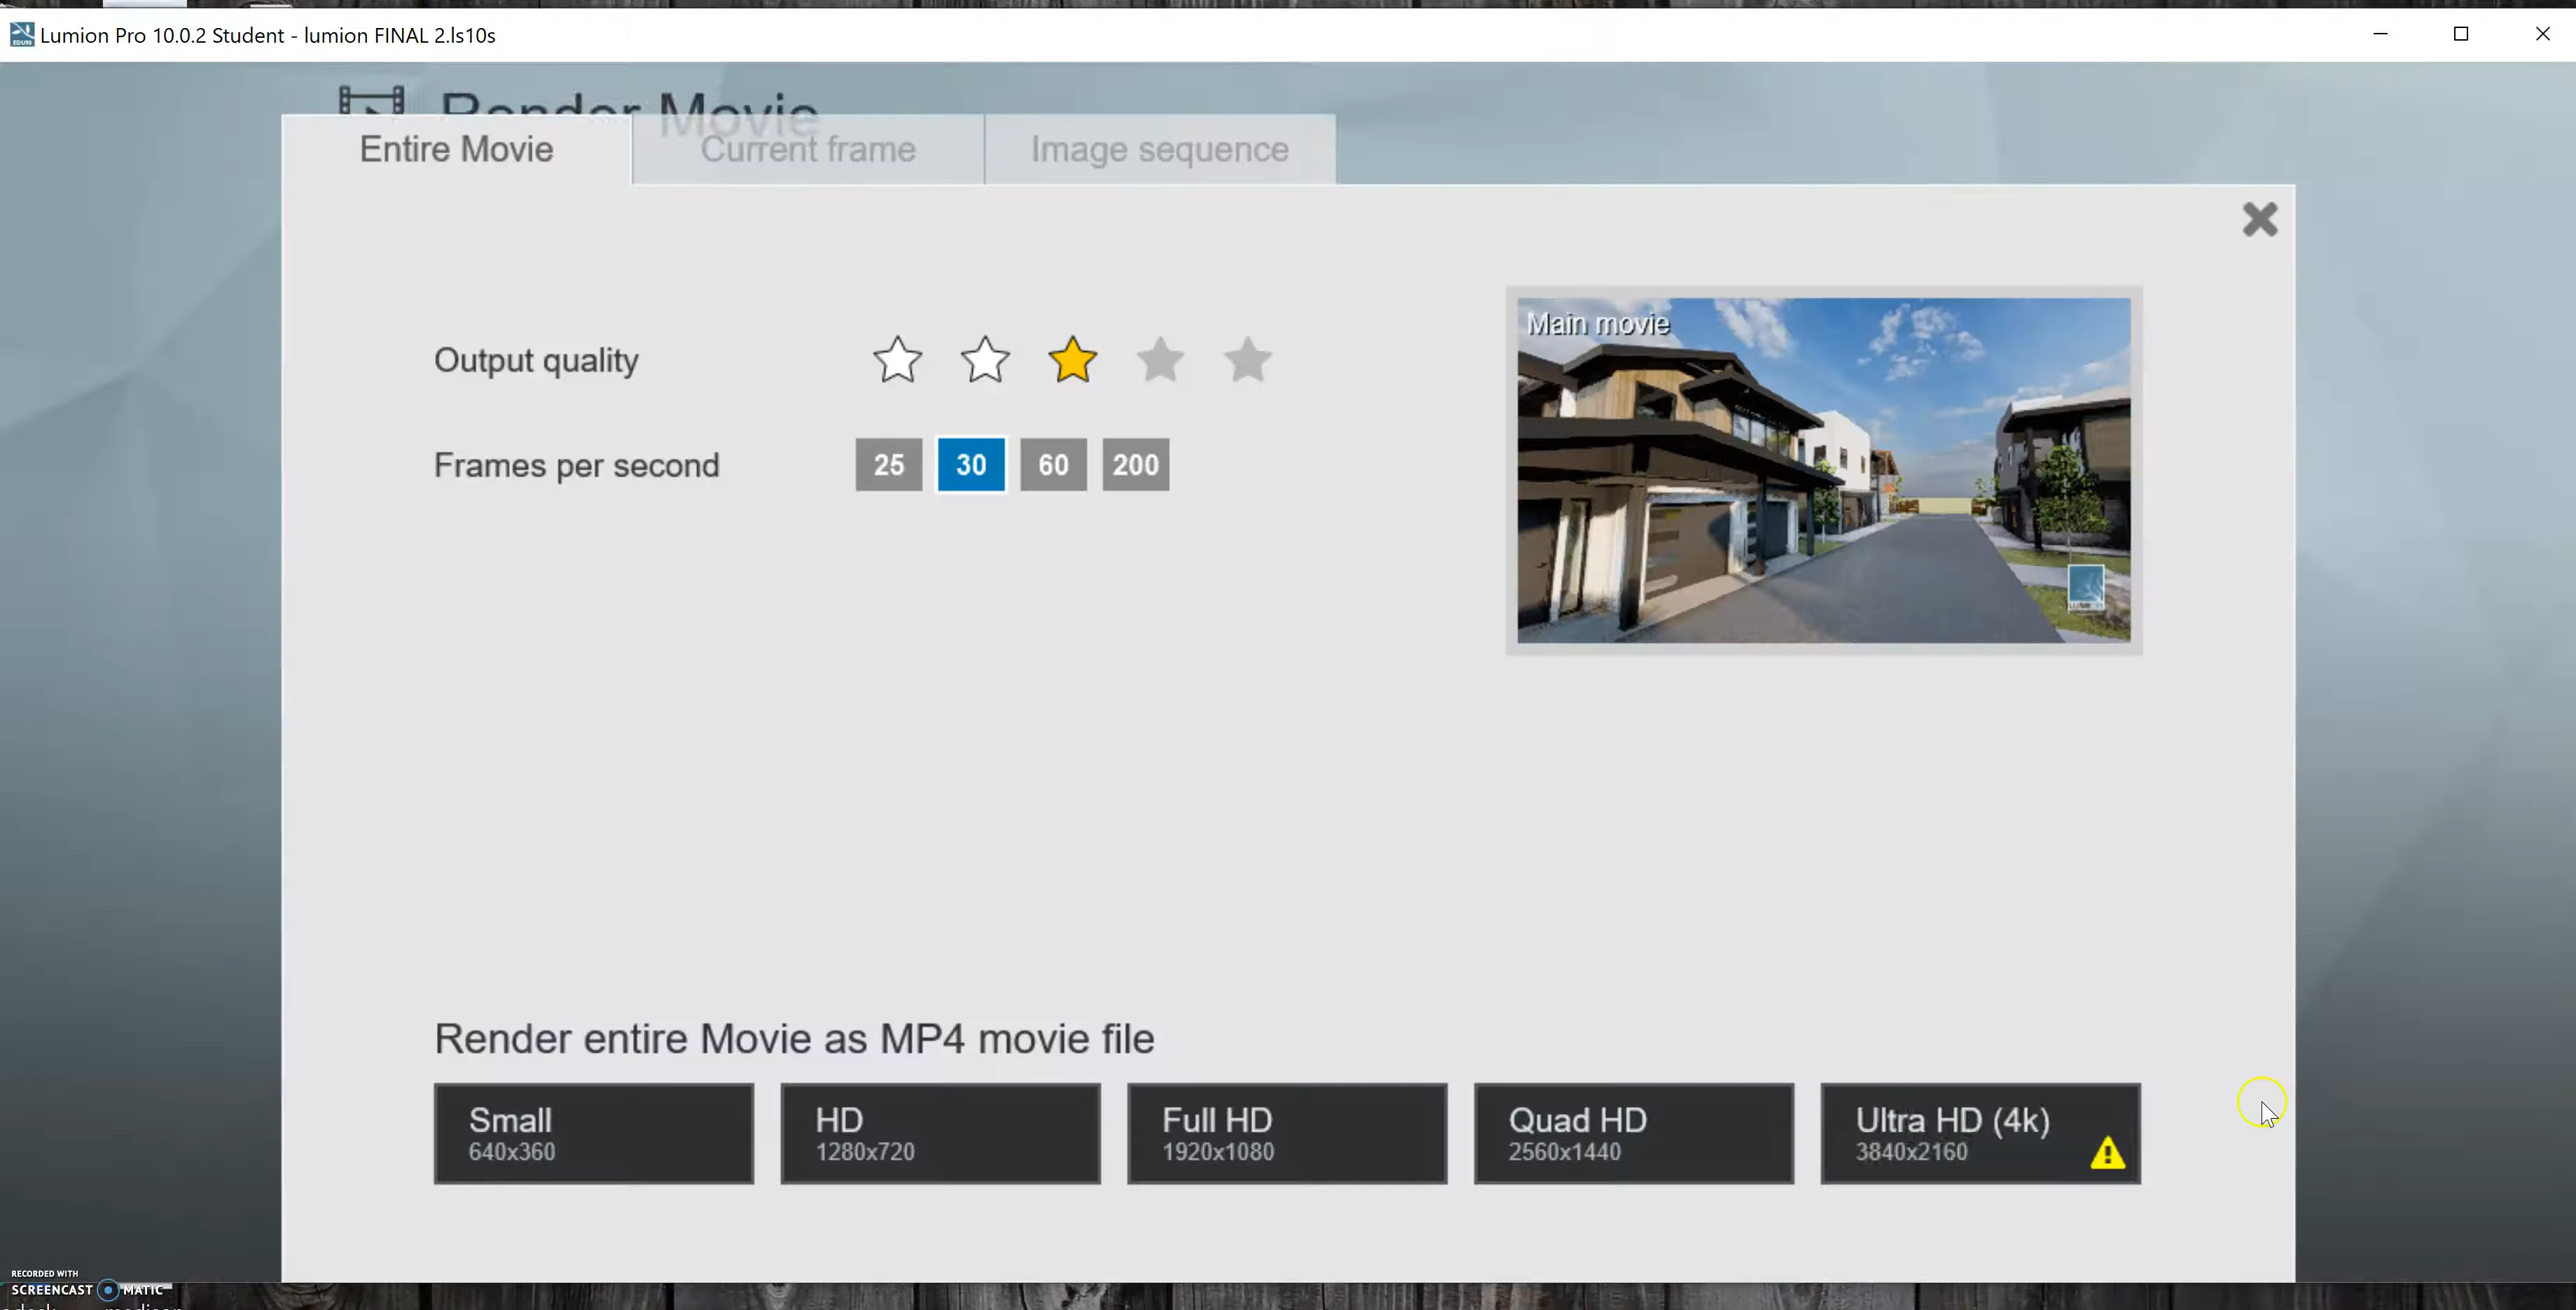 Lumion Pro 10.0.2 Student - lumion FINAL 2.ls10s
Render Movie
Entire Movie
Current frame
Image sequence
Output quality
Frames per second
25
30
60
200
Main movie
Render entire Movie as MP4 movie file
Small
640x360
HD
1280x720
Full HD
1920x1080
Quad HD
2560x1440
Ultra HD (4k)
3840x2160
RECORDED WITH
SCREENCAST MATIC